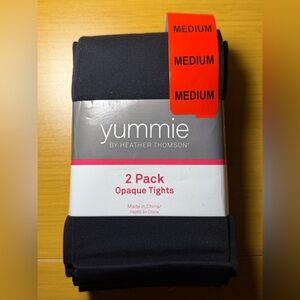 MEDIUM
MEDIUM
MEDIUM
yummie
BY HEATHER THOMSON®
2 Pack
Opaque Tights
Made in China/